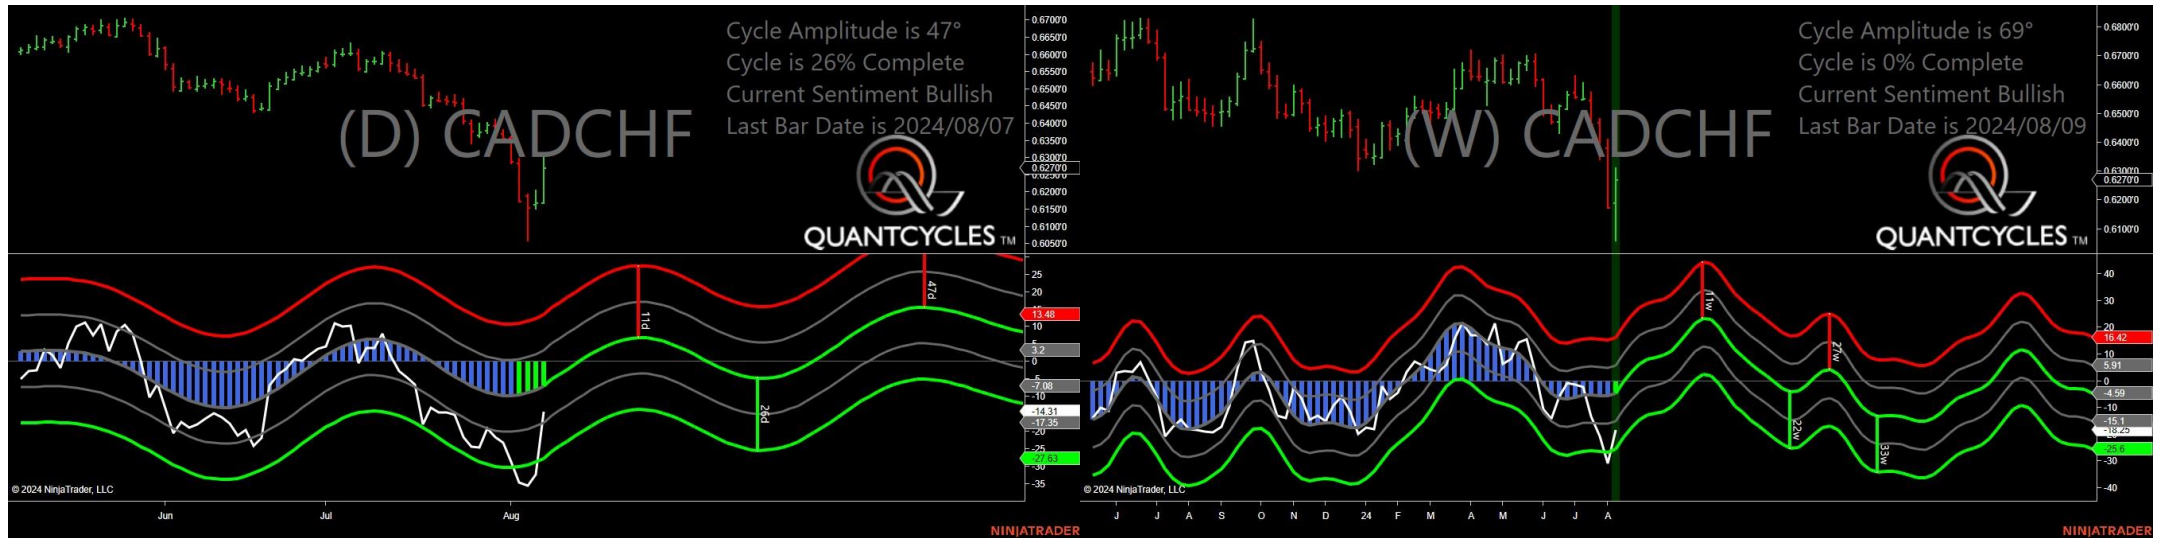 Cycle Amplitude is 47°
Cycle is 26% Complete
Current Sentiment Bullish
Last Bar Date is 2024/08/07
(D) CADCHF
QUANTCYCLES TM
0.6700'0
0.6650'0
0.6600'0
0.6550'0
0.6500'0
0.6450'0
0.6400'0
0.6350'0
0.6300'0
0.6270'0
0.6200'0
0.6150'0
0.6100'0
0.6050'0
11d
26d
47d
25
20
13.48
10
3.2
0
-7.08
-10
-14.31
-17.35
-27.63
-30
-35
© 2024 NinjaTrader, LLC
Jun Jul Aug
NINJATRADER
Cycle Amplitude is 69°
Cycle is 0% Complete
Current Sentiment Bullish
Last Bar Date is 2024/08/09
(W) CADCHF
QUANTCYCLES TM
0.6800'0
0.6700'0
0.6600'0
0.6500'0
0.6400'0
0.6300'0
0.6270'0
0.6200'0
0.6100'0
11w
22w
27w
33w
40
30
20
16.42
10
5.91
0
-4.59
-10
-15.1
-18.25
-25.6
-30
-40
© 2024 NinjaTrader, LLC
J J A S O N D 24 F M A M J J A
NINJATRADER